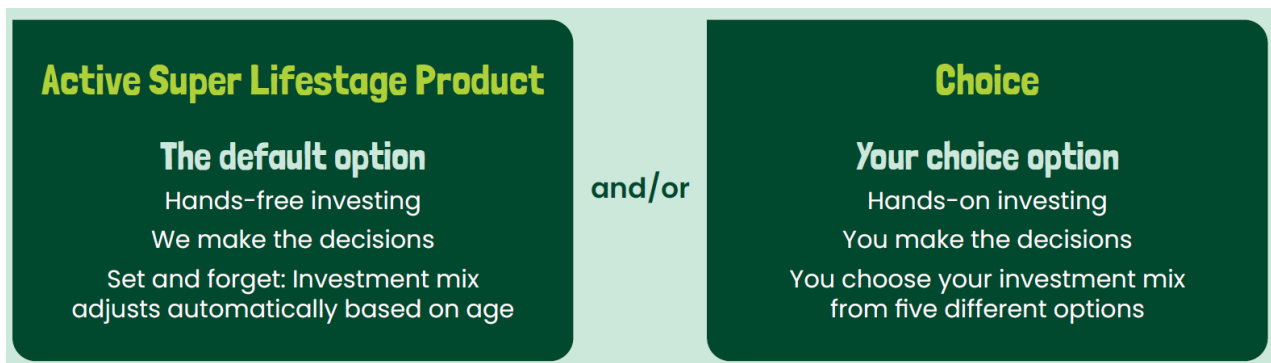 Active Super Lifestage Product
The default option
Hands-free investing
We make the decisions
Set and forget: Investment mix
adjusts automatically based on age
and/or
Choice
Your choice option
Hands-on investing
You make the decisions
You choose your investment mix
from five different options